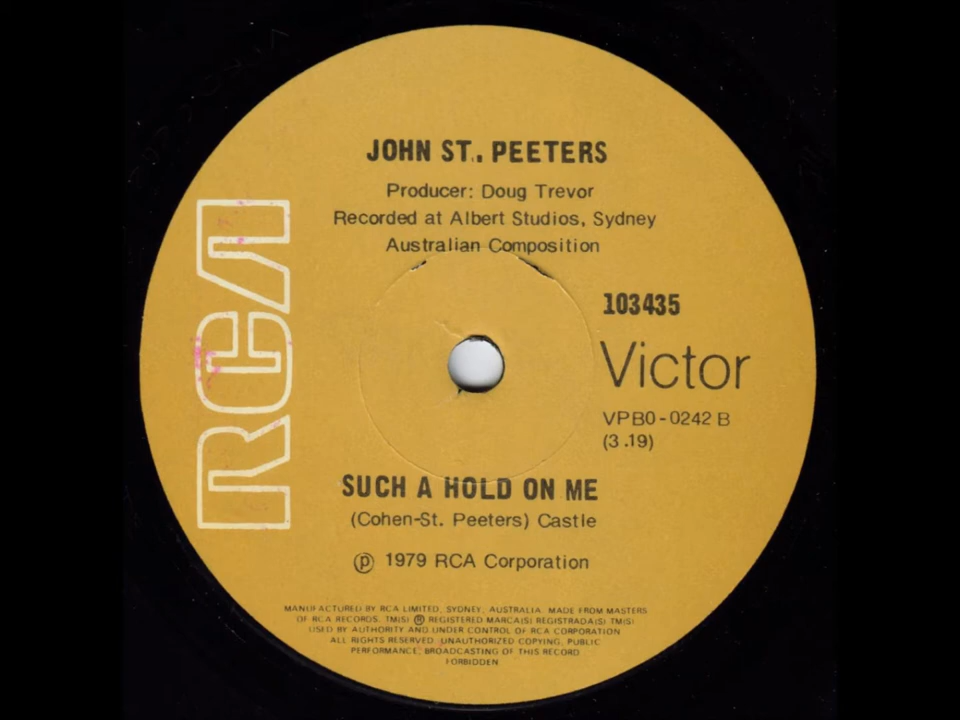 JOHN ST. PEETERS
Producer: Doug Trevor
Recorded at Albert Studios, Sydney
Australian Composition
RCA
103435
Victor
VPB0-0242 B
(3.19)
SUCH A HOLD ON ME
(Cohen-St. Peeters) Castle
℗ 1979 RCA Corporation
MANUFACTURED BY RCA LIMITED, SYDNEY, AUSTRALIA. MADE FROM MASTERS
OF RCA RECORDS. TM(S) ® REGISTERED MARCA(S) REGISTRADA(S) TM(S)
USED BY AUTHORITY AND UNDER CONTROL OF RCA CORPORATION
ALL RIGHTS RESERVED. UNAUTHORIZED COPYING, PUBLIC
PERFORMANCE, BROADCASTING OF THIS RECORD
FORBIDDEN